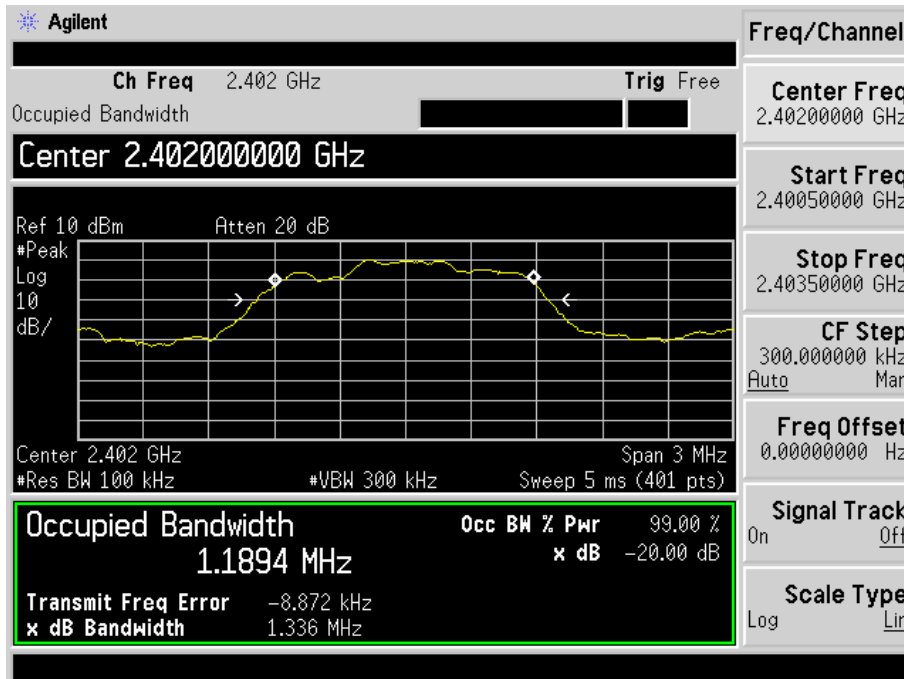 Agilent
Freq/Channel
Ch Freq 2.402 GHz Trig Free
Occupied Bandwidth
Center 2.402000000 GHz
Ref 10 dBm Atten 20 dB
#Peak
Log
10
dB/
Center 2.402 GHz Span 3 MHz
#Res BW 100 kHz #VBW 300 kHz Sweep 5 ms (401 pts)
Occupied Bandwidth
1.1894 MHz
Occ BW % Pwr 99.00 %
x dB -20.00 dB
Transmit Freq Error -8.872 kHz
x dB Bandwidth 1.336 MHz
Center Freq
2.40200000 GHz
Start Freq
2.40050000 GHz
Stop Freq
2.40350000 GHz
CF Step
300.000000 kHz
Auto Man
Freq Offset
0.00000000 Hz
Signal Track
On Off
Scale Type
Log Lin